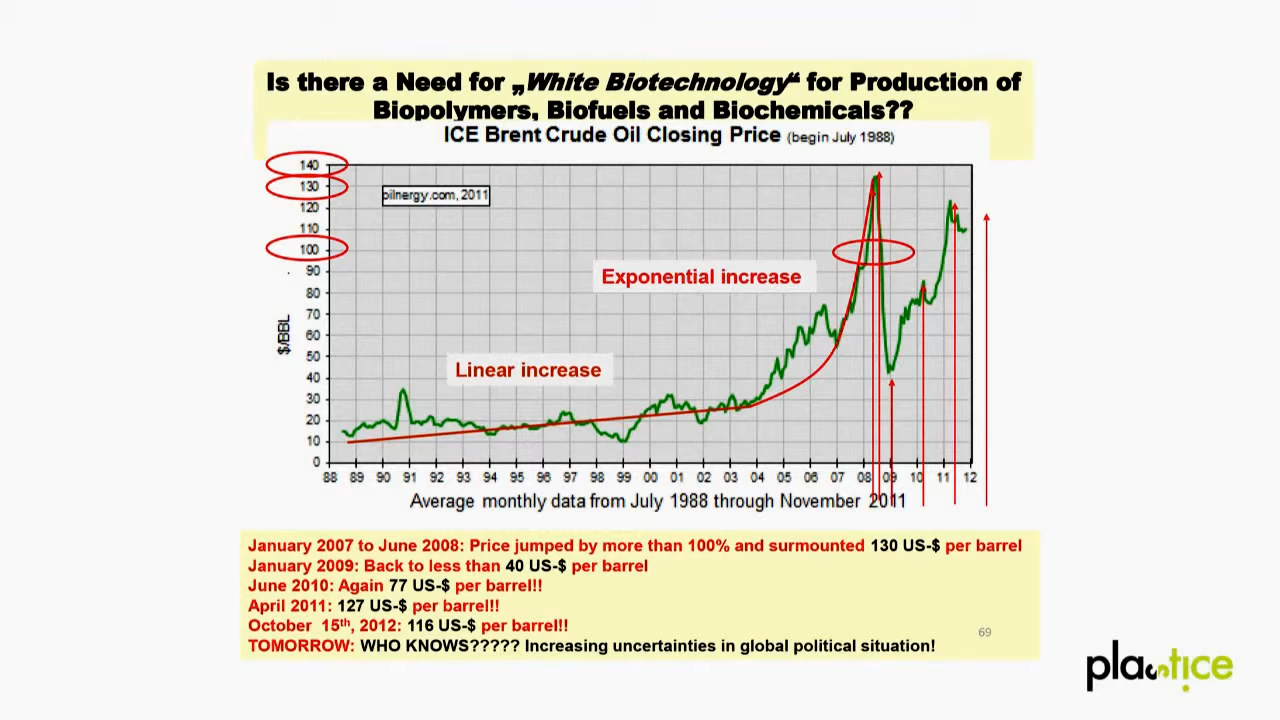 Is there a Need for „White Biotechnology“ for Production of
Biopolymers, Biofuels and Biochemicals??
ICE Brent Crude Oil Closing Price (begin July 1988)
140
130
120
110
100
90
80
70
60
50
40
30
20
10
0
$/BBL
oilnergy.com, 2011
Exponential increase
Linear increase
88 89 90 91 92 93 94 95 96 97 98 99 00 01 02 03 04 05 06 07 08 09 10 11 12
Average monthly data from July 1988 through November 2011
January 2007 to June 2008: Price jumped by more than 100% and surmounted 130 US-$ per barrel
January 2009: Back to less than 40 US-$ per barrel
June 2010: Again 77 US-$ per barrel!!
April 2011: 127 US-$ per barrel!!
October 15th, 2012: 116 US-$ per barrel!!
TOMORROW: WHO KNOWS????? Increasing uncertainties in global political situation!
69
plastice